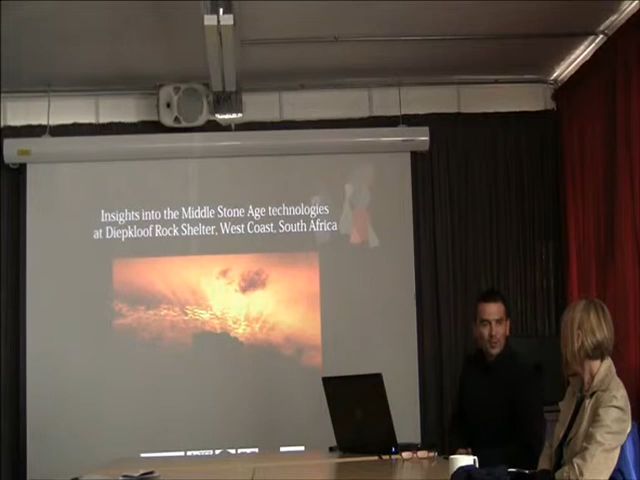 Insights into the Middle Stone Age technologies
at Diepkloof Rock Shelter, West Coast, South Africa